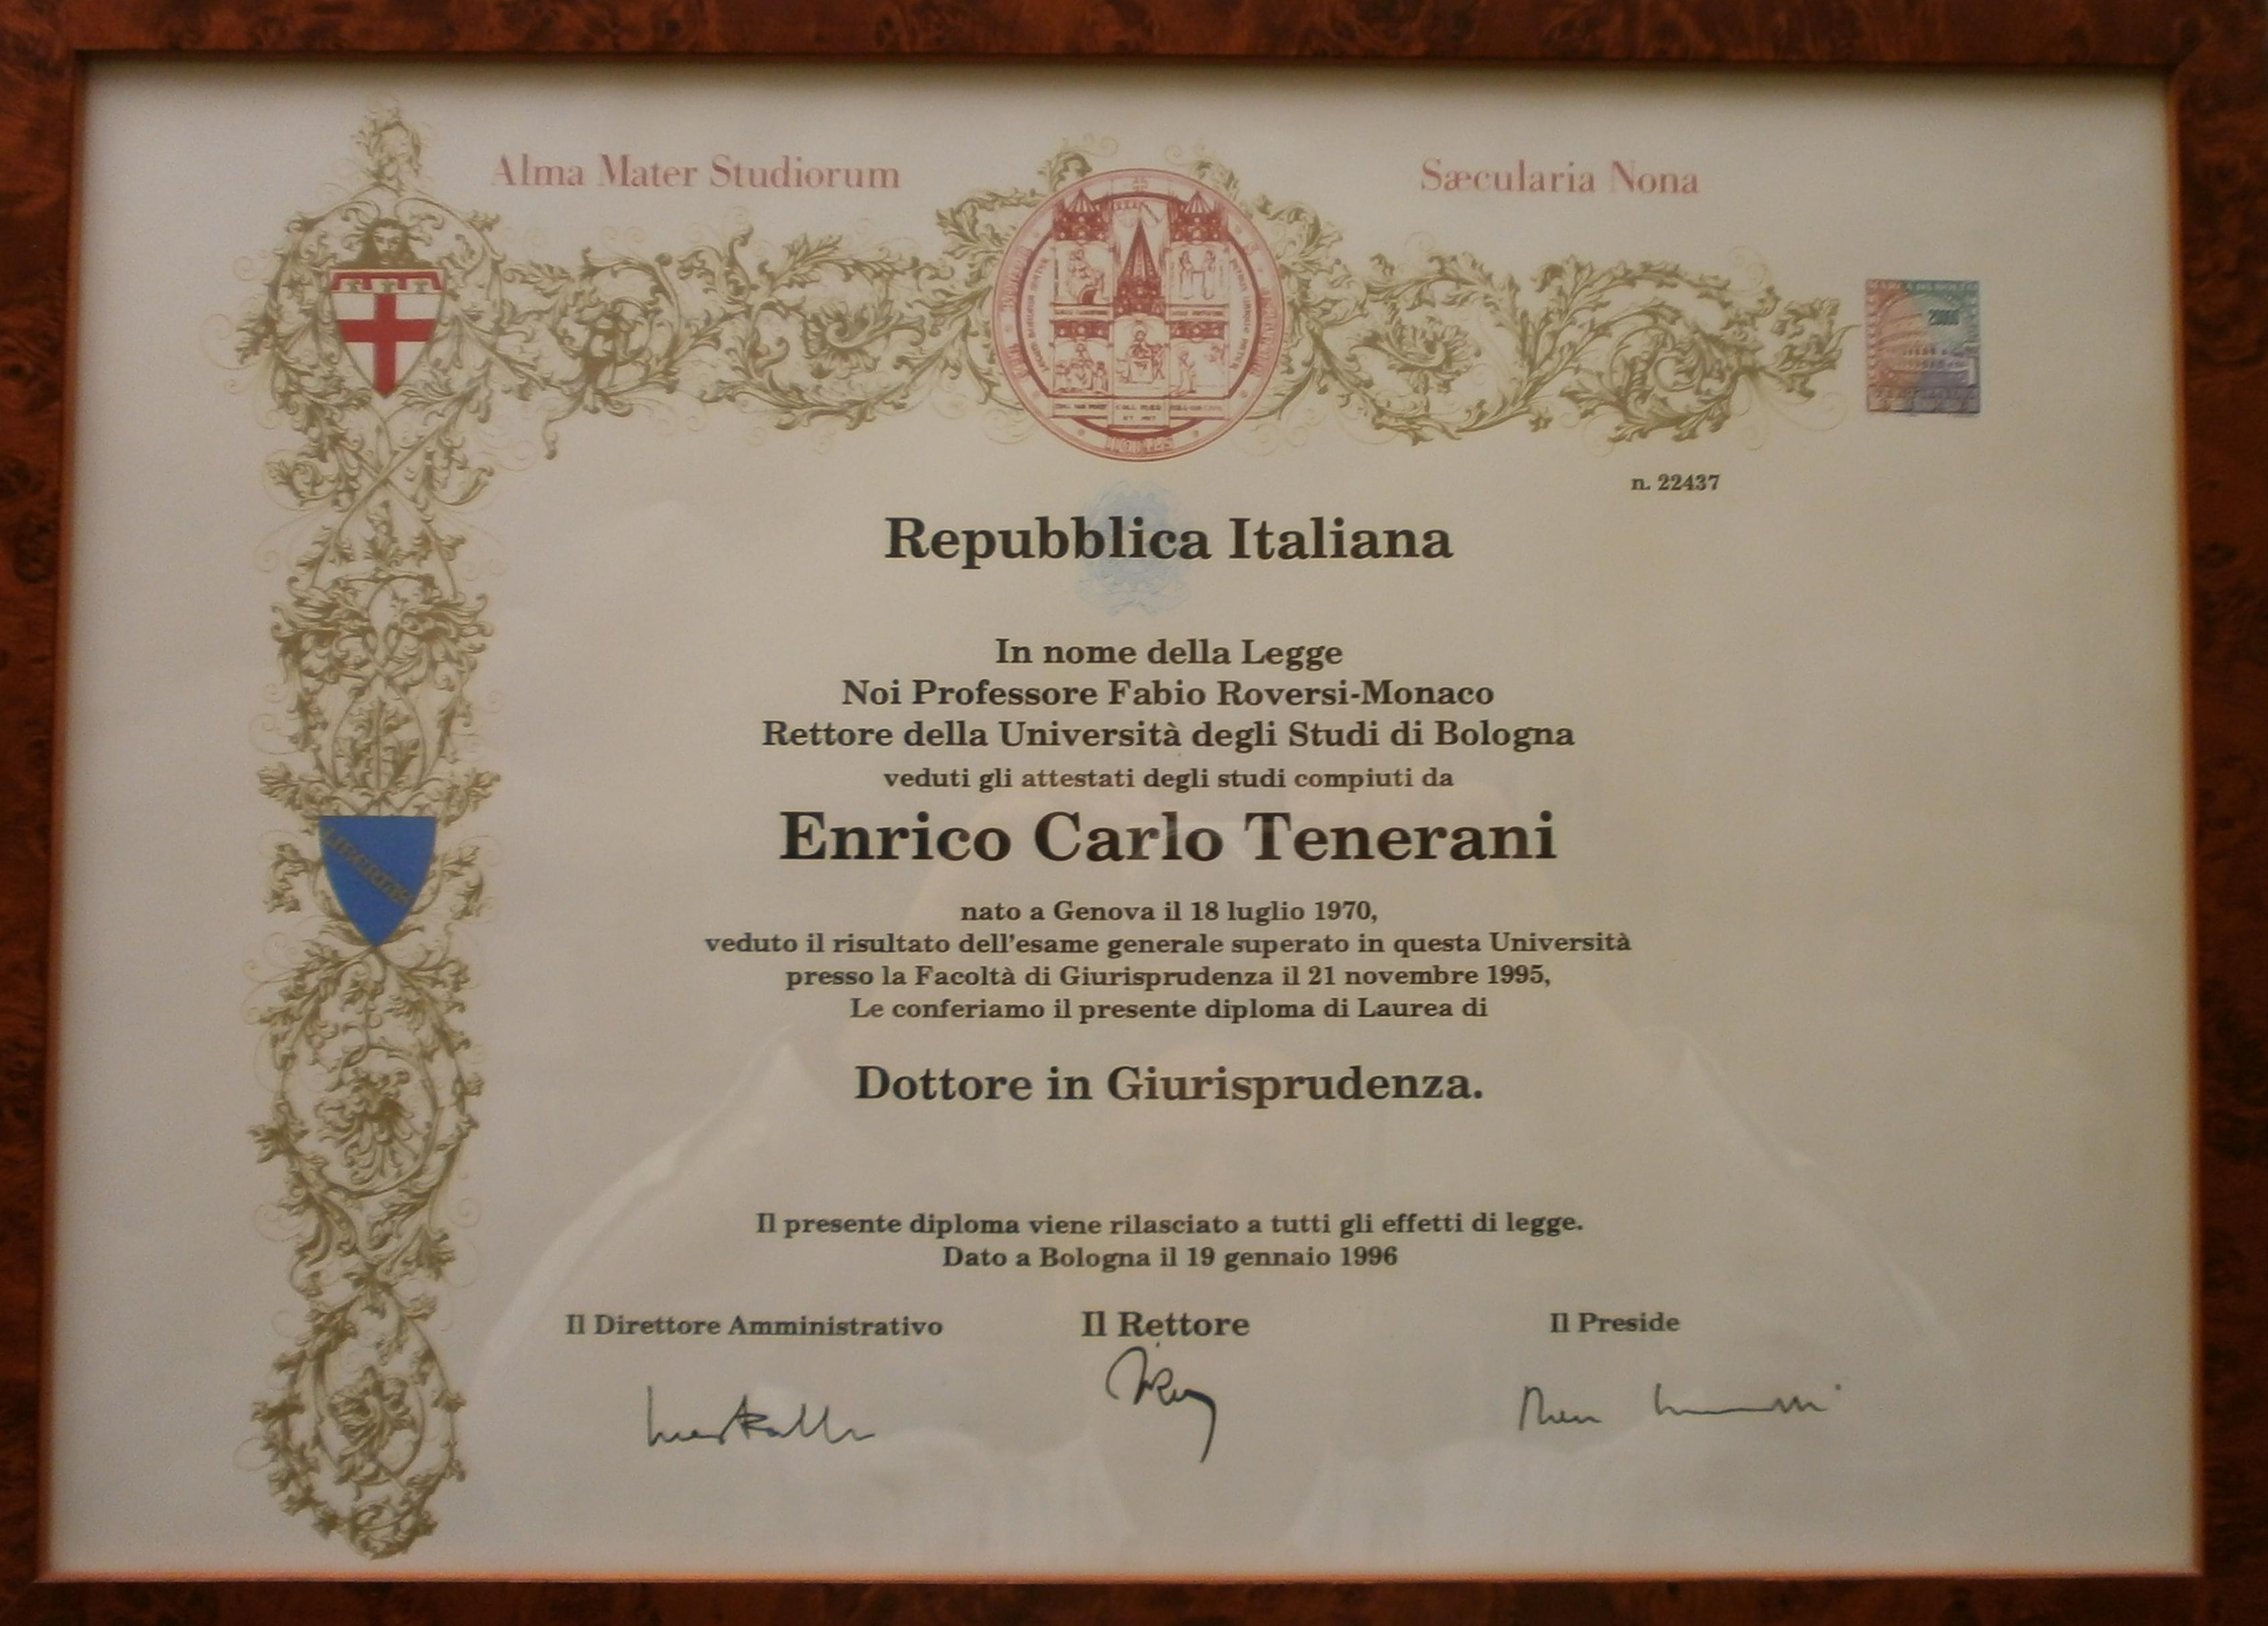 Alma Mater Studiorum
Sæcularia Nona
20000
n. 22437
Repubblica Italiana
In nome della Legge
Noi Professore Fabio Roversi-Monaco
Rettore della Università degli Studi di Bologna
veduti gli attestati degli studi compiuti da
Enrico Carlo Tenerani
nato a Genova il 18 luglio 1970,
veduto il risultato dell'esame generale superato in questa Università
presso la Facoltà di Giurisprudenza il 21 novembre 1995,
Le conferiamo il presente diploma di Laurea di
Dottore in Giurisprudenza.
Il presente diploma viene rilasciato a tutti gli effetti di legge.
Dato a Bologna il 19 gennaio 1996
Il Direttore Amministrativo
Il Rettore
Il Preside